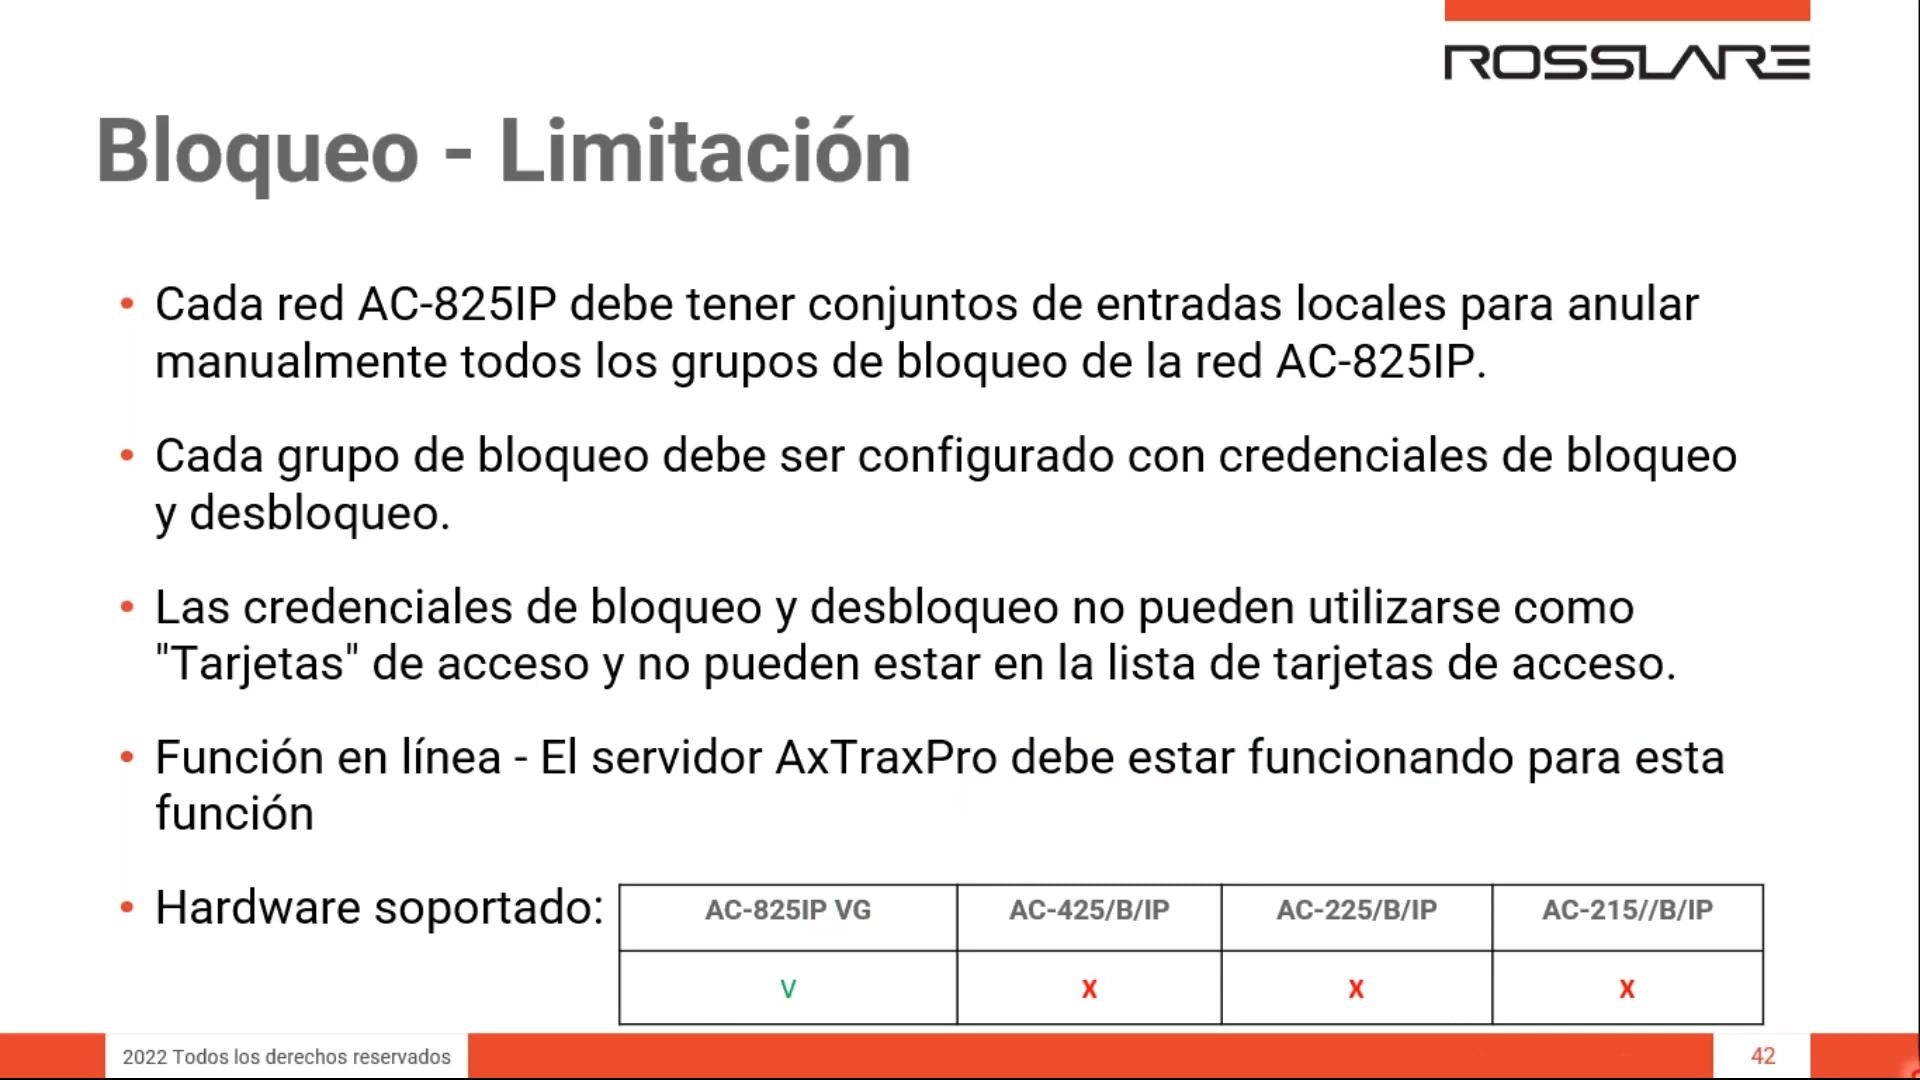 ROSSLARE
Bloqueo - Limitación
• Cada red AC-825IP debe tener conjuntos de entradas locales para anular
manualmente todos los grupos de bloqueo de la red AC-825IP.
• Cada grupo de bloqueo debe ser configurado con credenciales de bloqueo
y desbloqueo.
• Las credenciales de bloqueo y desbloqueo no pueden utilizarse como
"Tarjetas" de acceso y no pueden estar en la lista de tarjetas de acceso.
• Función en línea - El servidor AxTraxPro debe estar funcionando para esta
función
• Hardware soportado:
AC-825IP VG AC-425/B/IP AC-225/B/IP AC-215//B/IP
V X X X
2022 Todos los derechos reservados
42